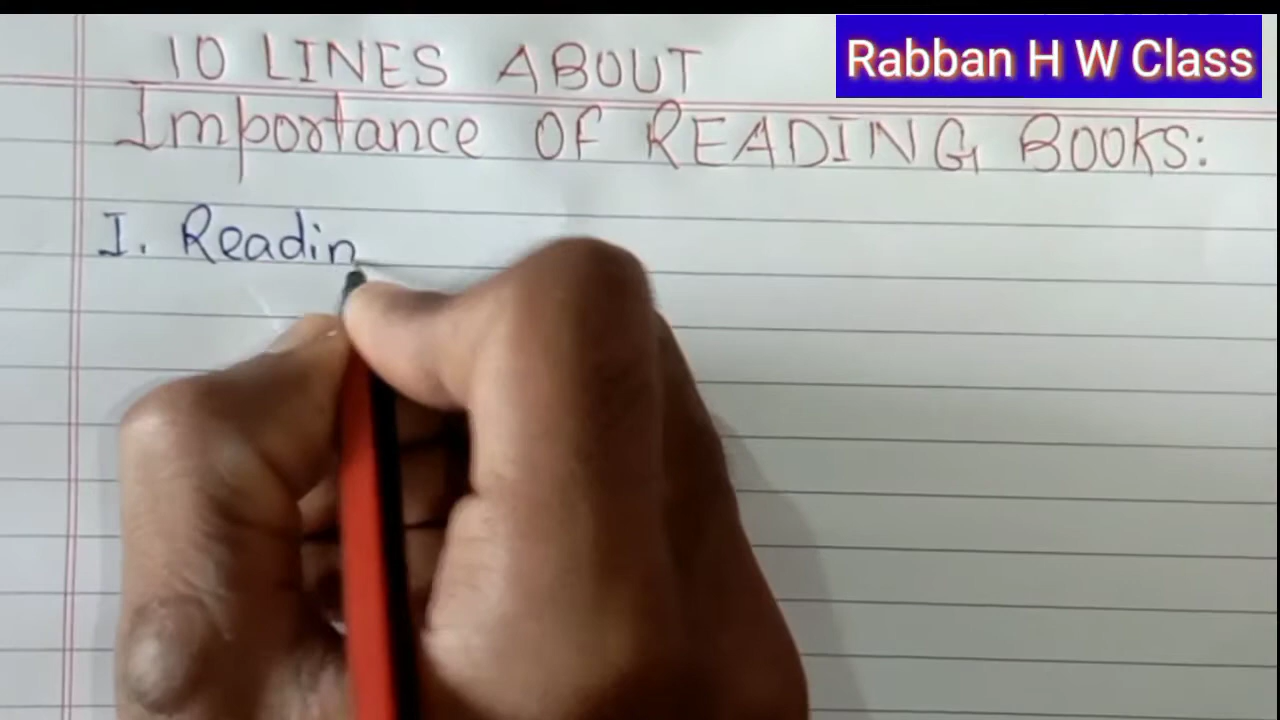 10 LINES ABOUT
Rabban H W Class
Importance OF READING BOOKS:
1. Readin